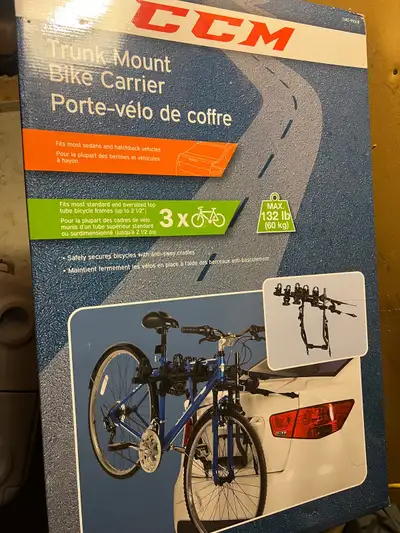 CCM
Trunk Mount
Bike Carrier
Porte-vélo de coffre
Fits most sedans and hatchback vehicles
Pour la plupart des berlines et véhicules
à hayon
Fits most standard and oversized top
tube bicycle frames (up to 2 1/2")
Pour la plupart des cadres de vélo
munis d'un tube supérieur standard
ou surdimensionné (jusqu'à 2 1/2 po)
3x
MAX.
132 lb
(60 kg)
• Safely secures bicycles with anti-sway cradles
• Maintient fermement les vélos en place à l'aide des berceaux anti-basculement